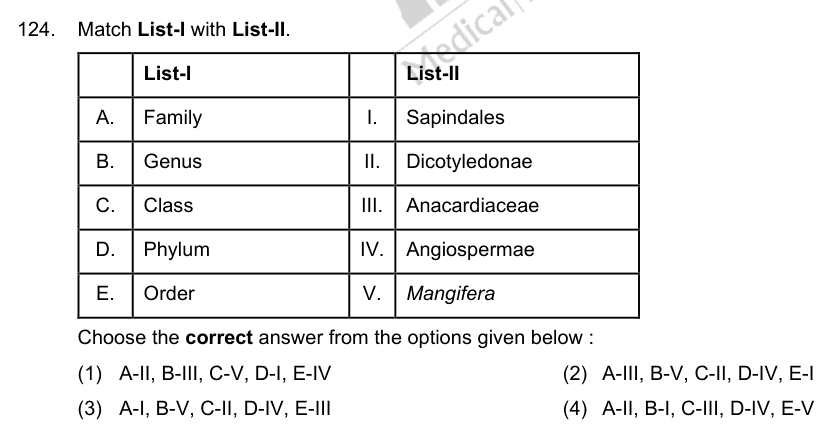 124. Match List-I with List-II.
List-I List-II
A. Family I. Sapindales
B. Genus II. Dicotyledonae
C. Class III. Anacardiaceae
D. Phylum IV. Angiospermae
E. Order V. Mangifera
Choose the correct answer from the options given below :
(1) A-II, B-III, C-V, D-I, E-IV (2) A-III, B-V, C-II, D-IV, E-I
(3) A-I, B-V, C-II, D-IV, E-III (4) A-II, B-I, C-III, D-IV, E-V
Medical